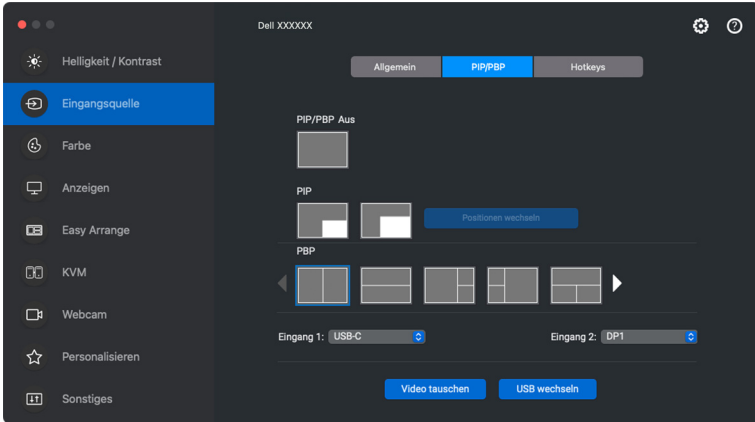 Dell XXXXXX
Helligkeit / Kontrast
Eingangsquelle
Farbe
Anzeigen
Easy Arrange
KVM
Webcam
Personalisieren
Sonstiges
Allgemein PIP/PBP Hotkeys
PIP/PBP Aus
PIP
Positionen wechseln
PBP
Eingang 1: USB-C Eingang 2: DP1
Video tauschen USB wechseln